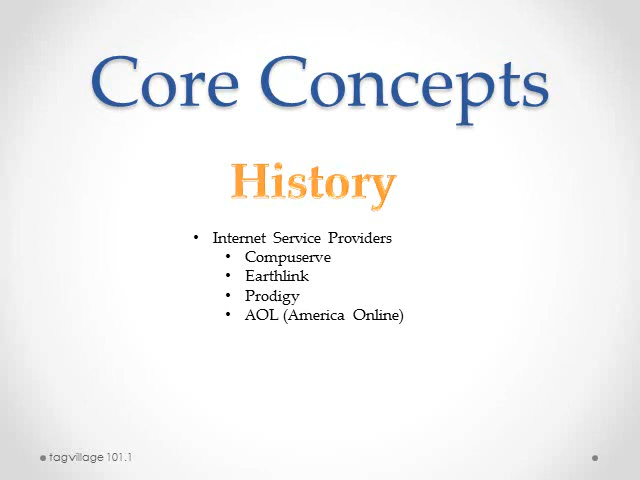 Core Concepts
History
• Internet Service Providers
• Compuserve
• Earthlink
• Prodigy
• AOL (America Online)
tagvillage 101.1